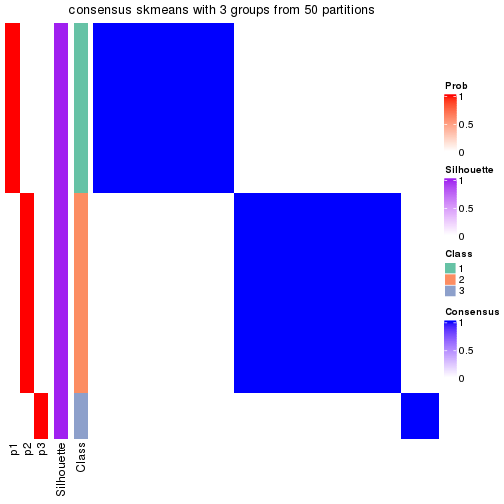 consensus skmeans with 3 groups from 50 partitions
Prob
1
0.5
0
Silhouette
1
0.5
0
Class
1
2
3
Consensus
1
0.5
0
p1
p2
p3
Silhouette
Class